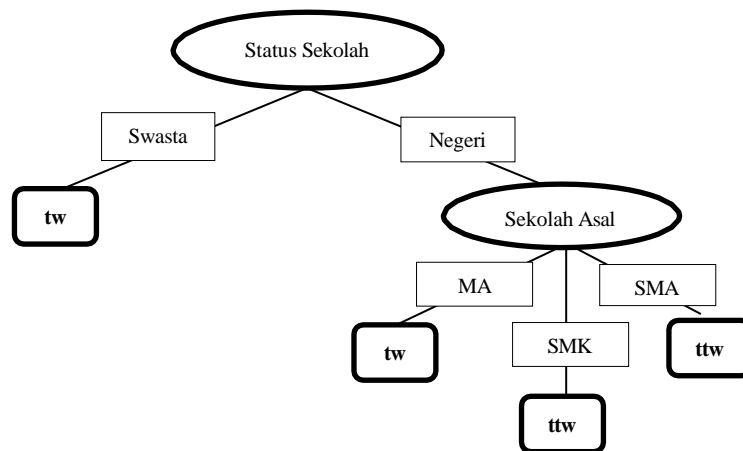 Status Sekolah
Swasta
Negeri
tw
Sekolah Asal
MA
SMA
tw
SMK
ttw
ttw